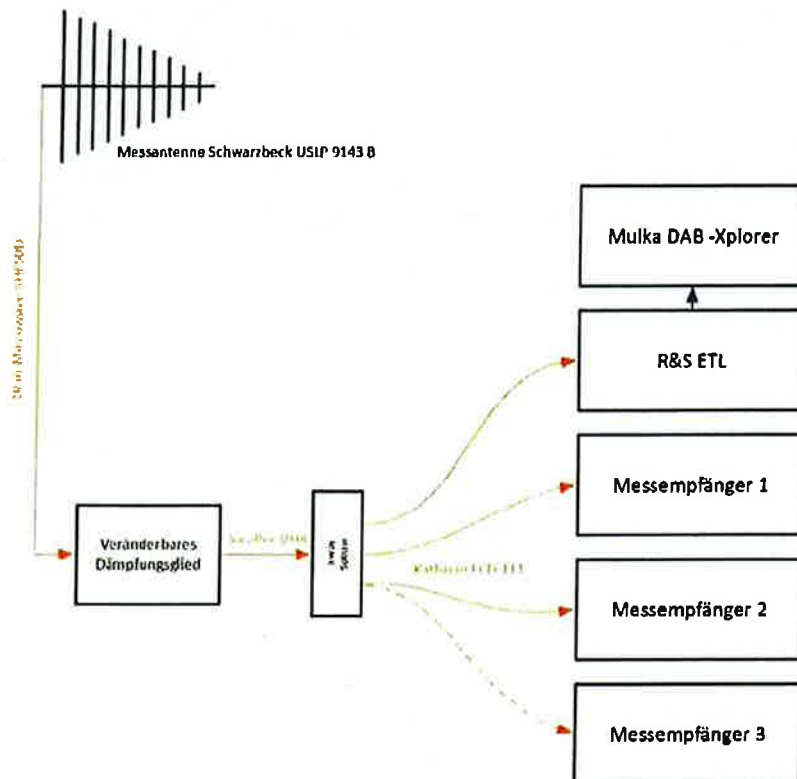 Messantenne Schwarzbeck USLP 9143 B
Mulka DAB -Xplorer
R&S ETL
Messempfänger 1
Veränderbares
Dämpfungsglied
Messempfänger 2
Messempfänger 3